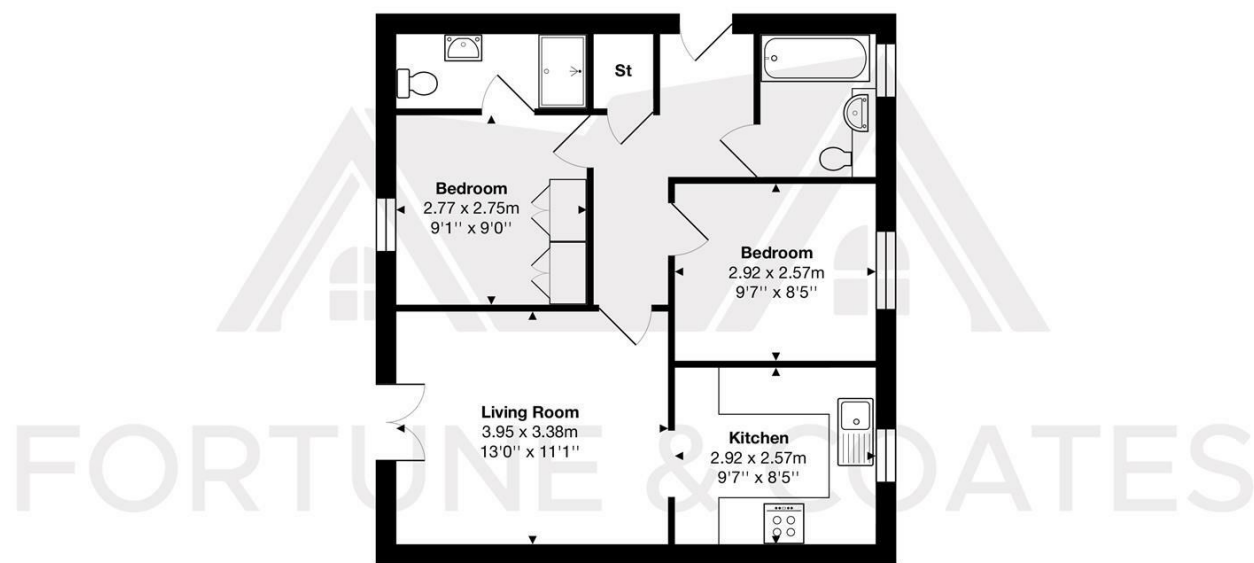 St
Bedroom
2.77 x 2.75m
9'1'' x 9'0''
Bedroom
2.92 x 2.57m
9'7'' x 8'5''
Living Room
3.95 x 3.38m
13'0'' x 11'1''
Kitchen
2.92 x 2.57m
9'7'' x 8'5''
FORTUNE & COATES